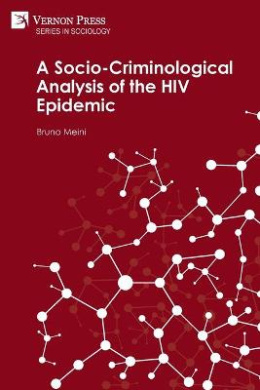 VERNON PRESS
SERIES IN SOCIOLOGY
A Socio-Criminological
Analysis of the HIV
Epidemic
Bruno Meini